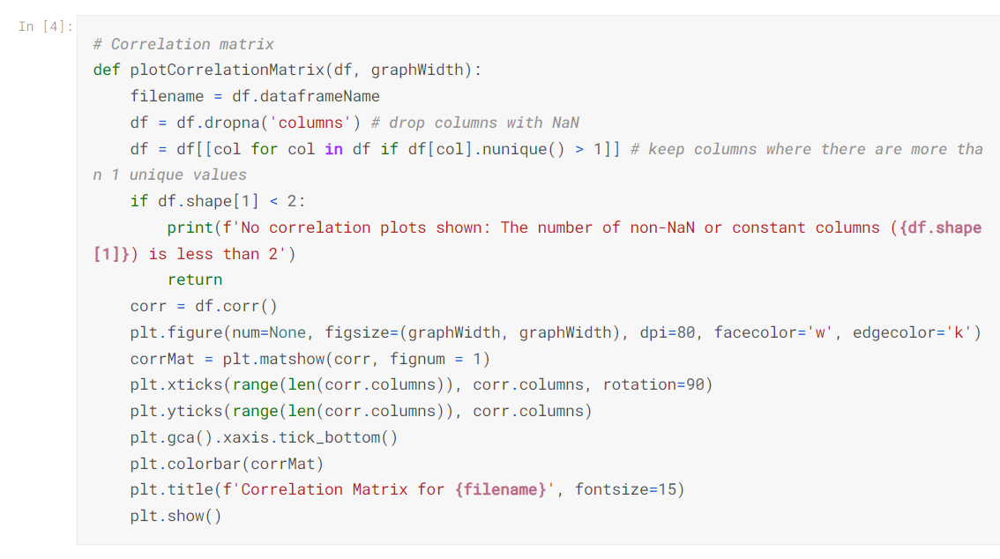 In [4]:
# Correlation matrix
def plotCorrelationMatrix(df, graphWidth):
    filename = df.dataframeName
    df = df.dropna('columns') # drop columns with NaN
    df = df[[col for col in df if df[col].nunique() > 1]] # keep columns where there are more tha
n 1 unique values
    if df.shape[1] < 2:
        print(f'No correlation plots shown: The number of non-NaN or constant columns ({df.shape
[1]}) is less than 2')
        return
    corr = df.corr()
    plt.figure(num=None, figsize=(graphWidth, graphWidth), dpi=80, facecolor='w', edgecolor='k')
    corrMat = plt.matshow(corr, fignum = 1)
    plt.xticks(range(len(corr.columns)), corr.columns, rotation=90)
    plt.yticks(range(len(corr.columns)), corr.columns)
    plt.gca().xaxis.tick_bottom()
    plt.colorbar(corrMat)
    plt.title(f'Correlation Matrix for {filename}', fontsize=15)
    plt.show()